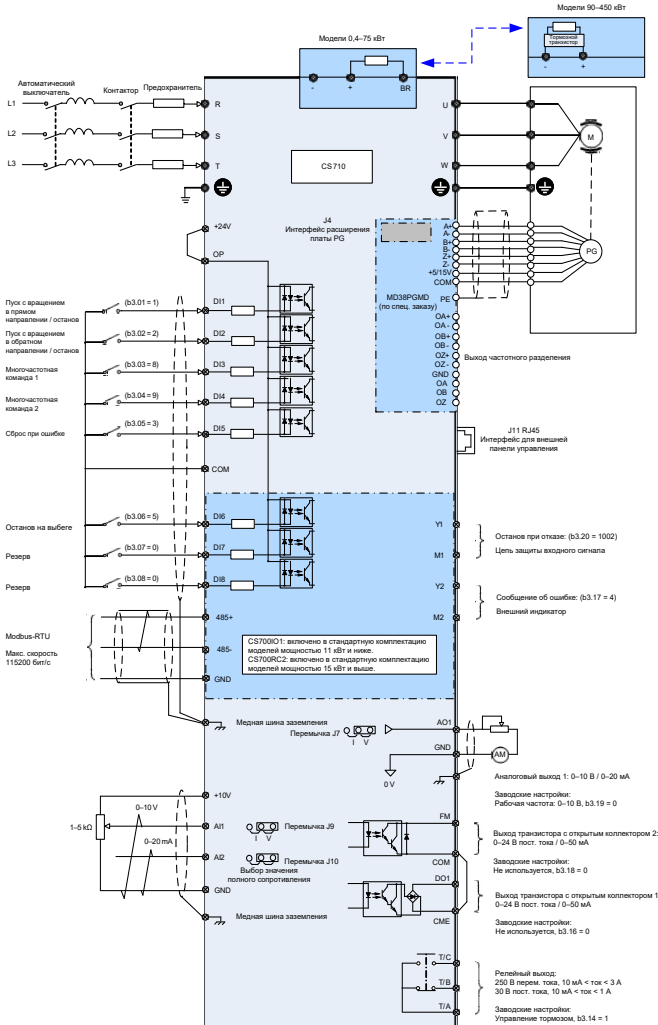 Модели 90–450 кВт
Тормозной
транзистор
- +
Модели 0,4–75 кВт
- + BR
Автоматический
выключатель
Контактор
Предохранитель
L1
R
U
L2
S
V
M
L3
T
W
CS710
+24V
J4
Интерфейс расширения
платы PG
OP
A+
A-
B+
B-
Z+
Z-
+5/15V
COM
PG
MD38PGMD
(по спец. заказу)
PE
OA+
OA -
OB+
OB -
OZ+
OZ -
GND
OA
OB
OZ
Выход частотного разделения
Пуск с вращением
в прямом
направлении / останов
(b3.01 = 1)
DI1
Пуск с вращением
в обратном
направлении / останов
(b3.02 = 2)
DI2
Многочастотная
команда 1
(b3.03 = 8)
DI3
Многочастотная
команда 2
(b3.04 = 9)
DI4
Сброс при ошибке
(b3.05 = 3)
DI5
J11 RJ45
Интерфейс для внешней
панели управления
COM
Останов на выбеге
(b3.06 = 5)
DI6
Резерв
(b3.07 = 0)
DI7
Резерв
(b3.08 = 0)
DI8
Y1
Останов при отказе: (b3.20 = 1002)
M1
Цепь защиты входного сигнала
Y2
Сообщение об ошибке: (b3.17 = 4)
M2
Внешний индикатор
Modbus-RTU
Макс. скорость
115200 бит/с
485+
485-
GND
CS700IO1: включено в стандартную комплектацию
моделей мощностью 11 кВт и ниже.
CS700RC2: включено в стандартную комплектацию
моделей мощностью 15 кВт и выше.
Медная шина заземления
Перемычка J7
I V
AO1
GND
AM
0 V
Аналоговый выход 1: 0–10 В / 0–20 мА
Заводские настройки:
Рабочая частота: 0–10 В, b3.19 = 0
+10V
0–10 V
1–5 kΩ
AI1
I V
Перемычка J9
0–20 mA
AI2
I V
Перемычка J10
Выбор значения
полного сопротивления
GND
Медная шина заземления
FM
Выход транзистора с открытым коллектором 2:
0–24 В пост. тока / 0–50 мА
COM
Заводские настройки:
Не используется, b3.18 = 0
DO1
Выход транзистора с открытым коллектором 1
0–24 В пост. тока / 0–50 мА
CME
Заводские настройки:
Не используется, b3.16 = 0
T/C
T/B
T/A
Релейный выход:
250 В перем. тока, 10 мА < ток < 3 А
30 В пост. тока, 10 мА < ток < 1 А
Заводские настройки:
Управление тормозом, b3.14 = 1